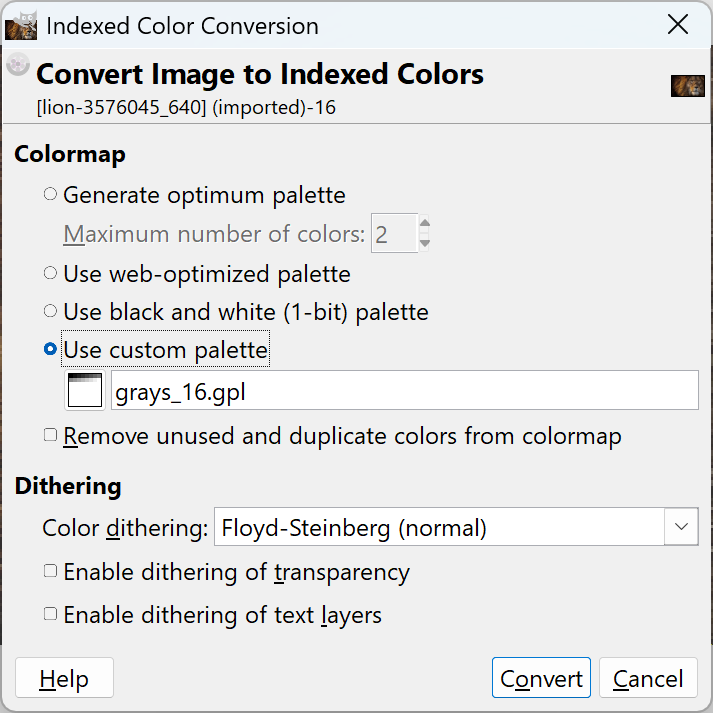 Indexed Color Conversion
Convert Image to Indexed Colors
[lion-3576045_640] (imported)-16
Colormap
Generate optimum palette
Maximum number of colors: 2
Use web-optimized palette
Use black and white (1-bit) palette
Use custom palette
grays_16.gpl
Remove unused and duplicate colors from colormap
Dithering
Color dithering: Floyd-Steinberg (normal)
Enable dithering of transparency
Enable dithering of text layers
Help Convert Cancel